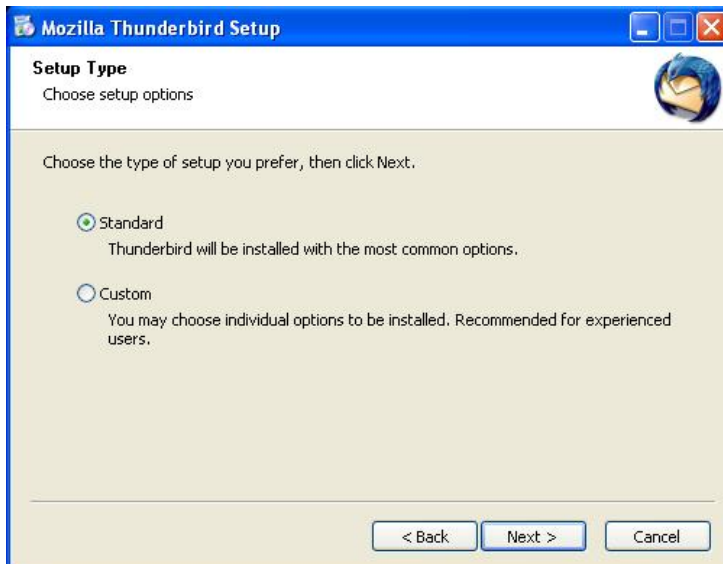 Mozilla Thunderbird Setup
Setup Type
Choose setup options
Choose the type of setup you prefer, then click Next.
Standard
Thunderbird will be installed with the most common options.
Custom
You may choose individual options to be installed. Recommended for experienced
users.
< Back
Next >
Cancel